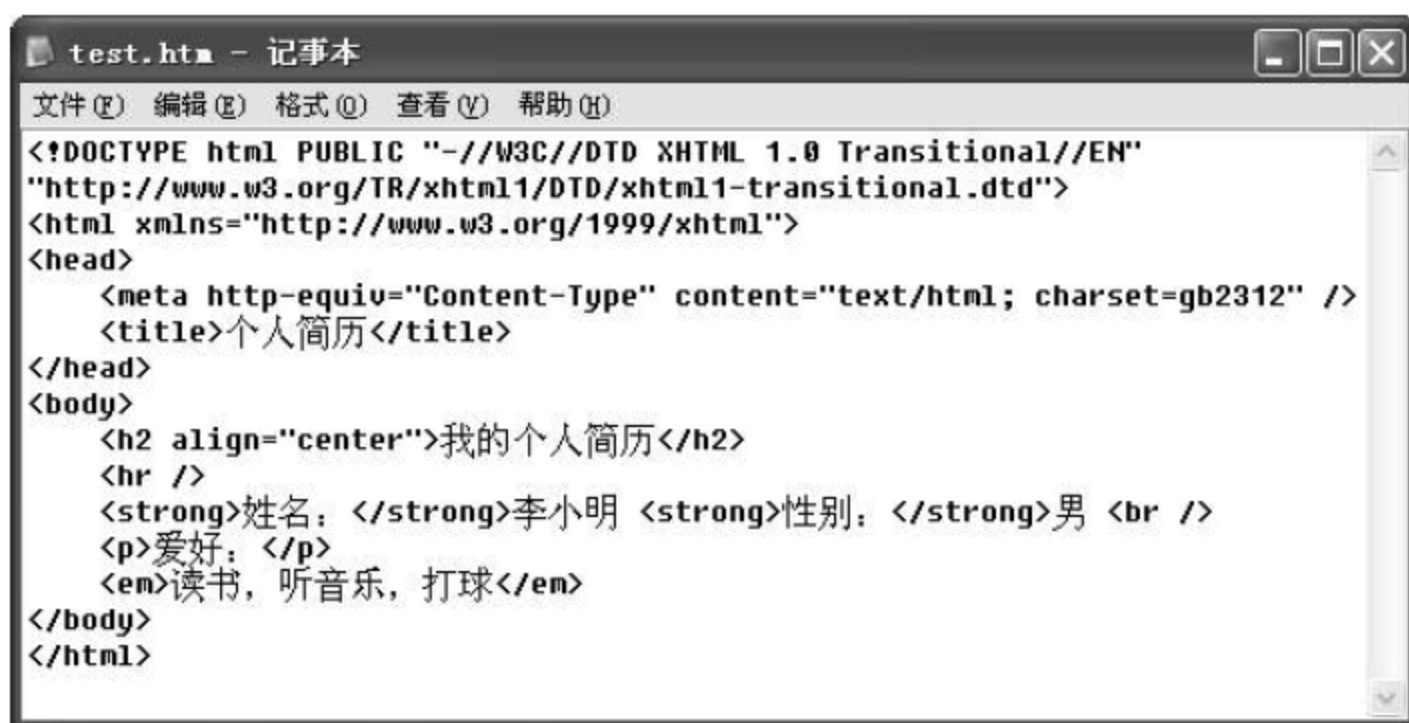 test.htm - 记事本
文件(F) 编辑(E) 格式(O) 查看(V) 帮助(H)
<!DOCTYPE html PUBLIC "-//W3C//DTD XHTML 1.0 Transitional//EN"
"http://www.w3.org/TR/xhtml1/DTD/xhtml1-transitional.dtd">
<html xmlns="http://www.w3.org/1999/xhtml">
<head>
    <meta http-equiv="Content-Type" content="text/html; charset=gb2312" />
    <title>个人简历</title>
</head>
<body>
    <h2 align="center">我的个人简历</h2>
    <hr />
    <strong>姓名：</strong>李小明 <strong>性别：</strong>男 <br />
    <p>爱好：</p>
    <em>读书，听音乐，打球</em>
</body>
</html>